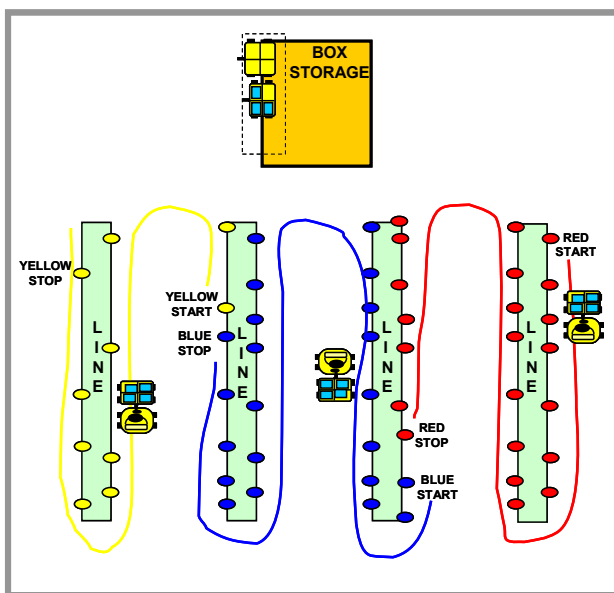 BOX
STORAGE
YELLOW
STOP
YELLOW
START
BLUE
STOP
RED
START
RED
STOP
BLUE
START
L
I
N
E
L
I
N
E
L
I
N
E
L
I
N
E